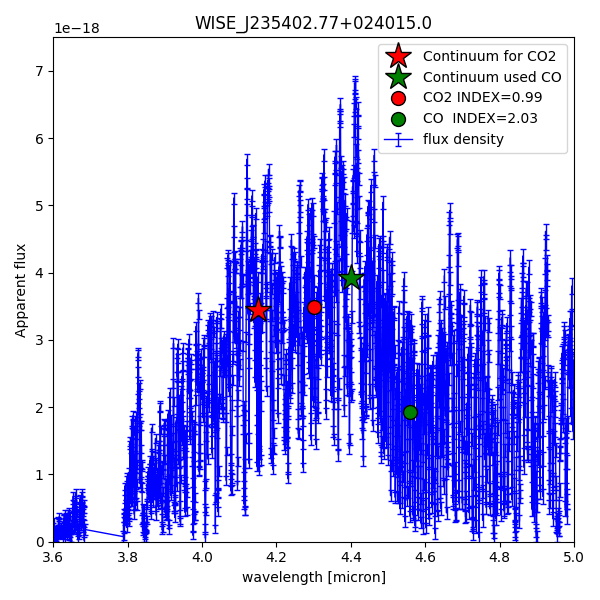 WISE_J235402.77+024015.0
1e−18
Continuum for CO2
Continuum used CO
CO2 INDEX=0.99
CO  INDEX=2.03
flux density
7
6
5
4
3
2
1
0
Apparent flux
3.6 3.8 4.0 4.2 4.4 4.6 4.8 5.0
wavelength [micron]